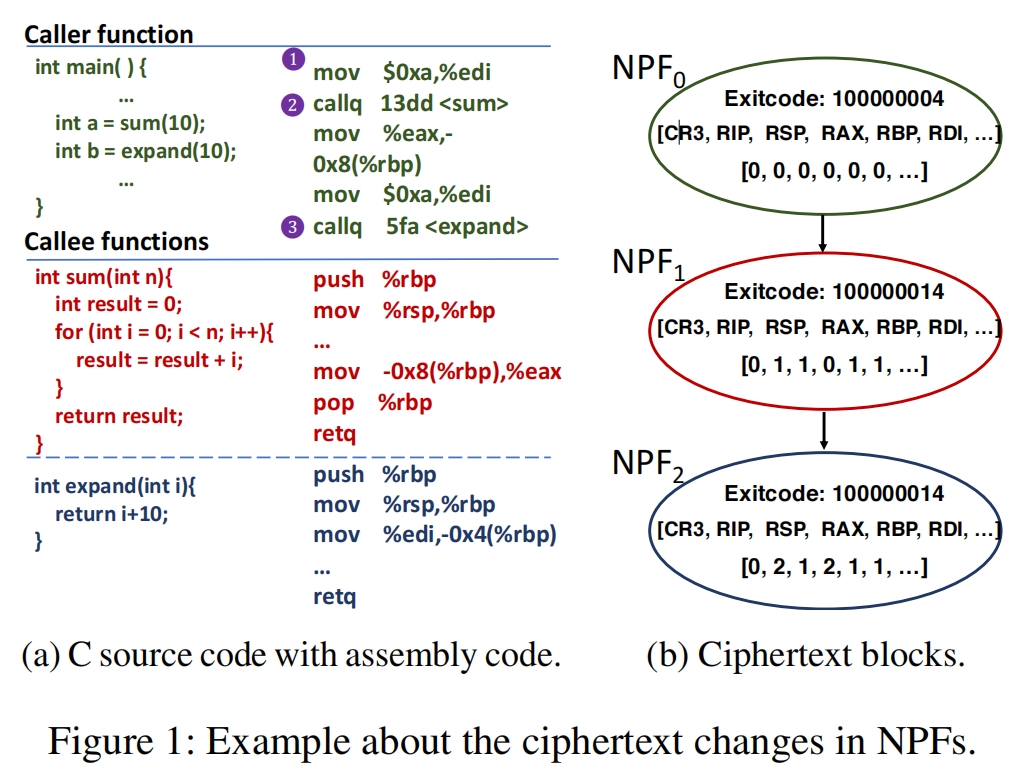 Caller function
int main( ) {
...
int a = sum(10);
int b = expand(10);
...
}
1 mov $0xa,%edi
2 callq 13dd <sum>
mov %eax,-
0x8(%rbp)
mov $0xa,%edi
3 callq 5fa <expand>
Callee functions
int sum(int n){
int result = 0;
for (int i = 0; i < n; i++){
result = result + i;
}
return result;
}
push %rbp
mov %rsp,%rbp
...
mov -0x8(%rbp),%eax
pop %rbp
retq
int expand(int i){
return i+10;
}
push %rbp
mov %rsp,%rbp
mov %edi,-0x4(%rbp)
...
retq
(a) C source code with assembly code.
NPF0
Exitcode: 100000004
[CR3, RIP, RSP, RAX, RBP, RDI, ...]
[0, 0, 0, 0, 0, 0, ...]
NPF1
Exitcode: 100000014
[CR3, RIP, RSP, RAX, RBP, RDI, ...]
[0, 1, 1, 0, 1, 1, ...]
NPF2
Exitcode: 100000014
[CR3, RIP, RSP, RAX, RBP, RDI, ...]
[0, 2, 1, 2, 1, 1, ...]
(b) Ciphertext blocks.
Figure 1: Example about the ciphertext changes in NPFs.